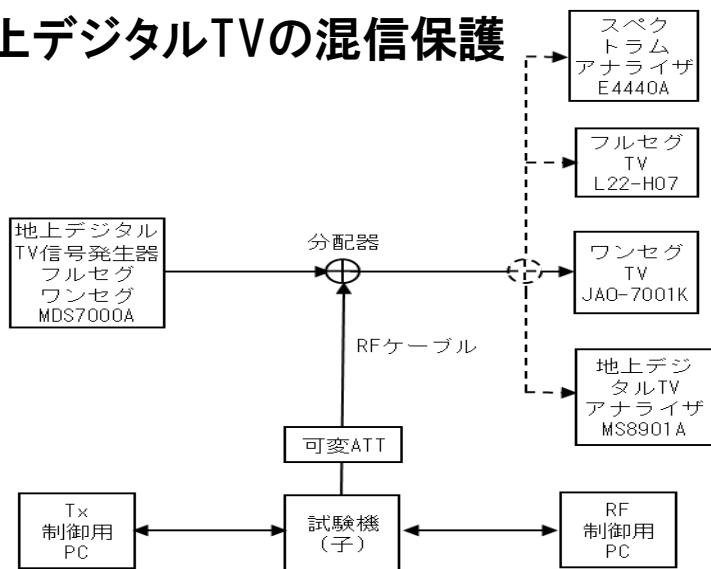 上デジタルTVの混信保護
スペク
トラム
アナライザ
E4440A
フルセグ
TV
L22-H07
地上デジタル
TV信号発生器
フルセグ
ワンセグ
MDS7000A
分配器
ワンセグ
TV
JAO-7001K
RFケーブル
地上デジ
タルTV
アナライザ
MS8901A
可変ATT
Tx
制御用
PC
試験機
(子)
RF
制御用
PC